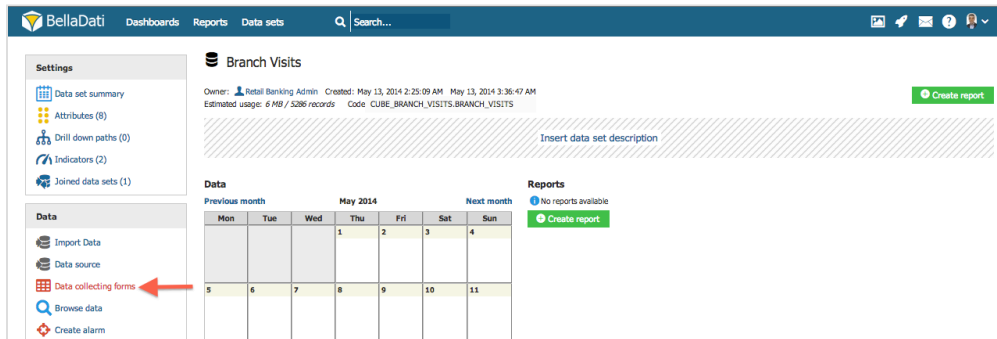 BellaDati Dashboards Reports Data sets Search...
Settings
Data set summary
Attributes (8)
Drill down paths (0)
Indicators (2)
Joined data sets (1)
Data
Import Data
Data source
Data collecting forms
Browse data
Create alarm
Branch Visits
Owner: Retail Banking Admin Created: May 13, 2014 2:25:09 AM May 13, 2014 3:36:47 AM
Estimated usage: 6 MB / 5286 records Code CUBE_BRANCH_VISITS.BRANCH_VISITS
Create report
Insert data set description
Data
Previous month May 2014 Next month
Mon Tue Wed Thu Fri Sat Sun
1 2 3 4
5 6 7 8 9 10 11
Reports
No reports available
Create report